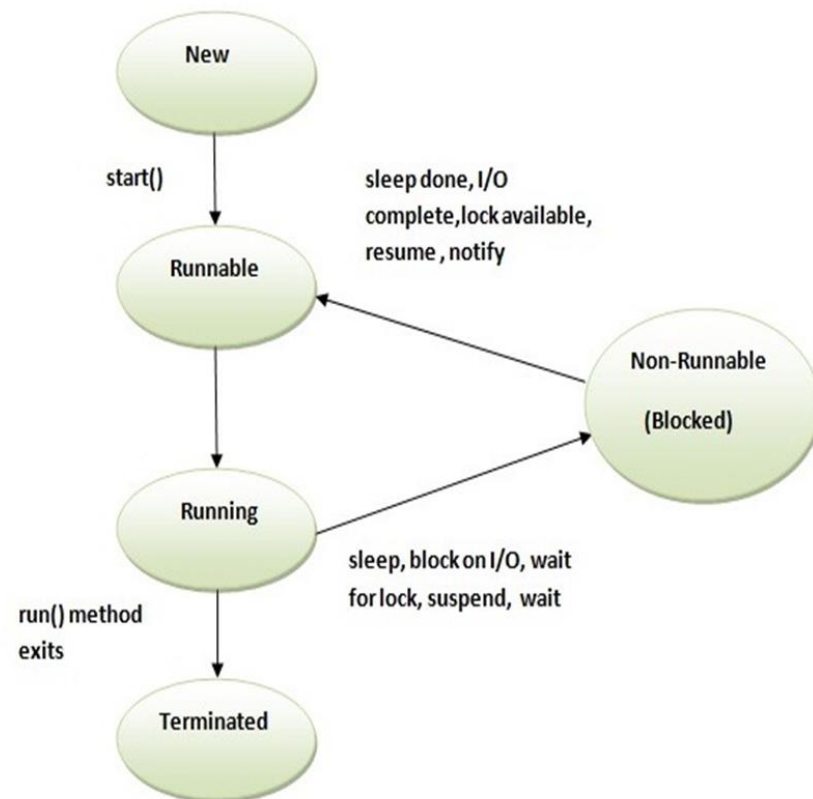 New
start()
sleep done, I/O
complete,lock available,
resume , notify
Runnable
Non-Runnable
(Blocked)
Running
sleep, block on I/O, wait
for lock, suspend, wait
run() method
exits
Terminated